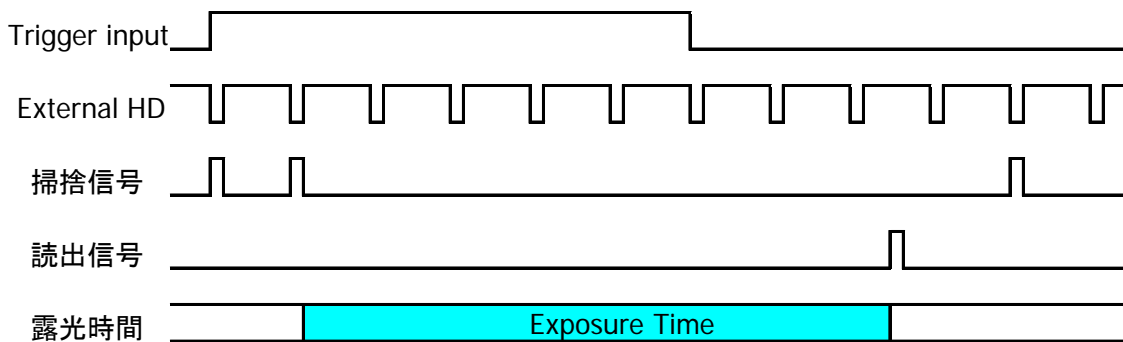 Trigger input
External HD
掃捨信号
読出信号
露光時間
Exposure Time